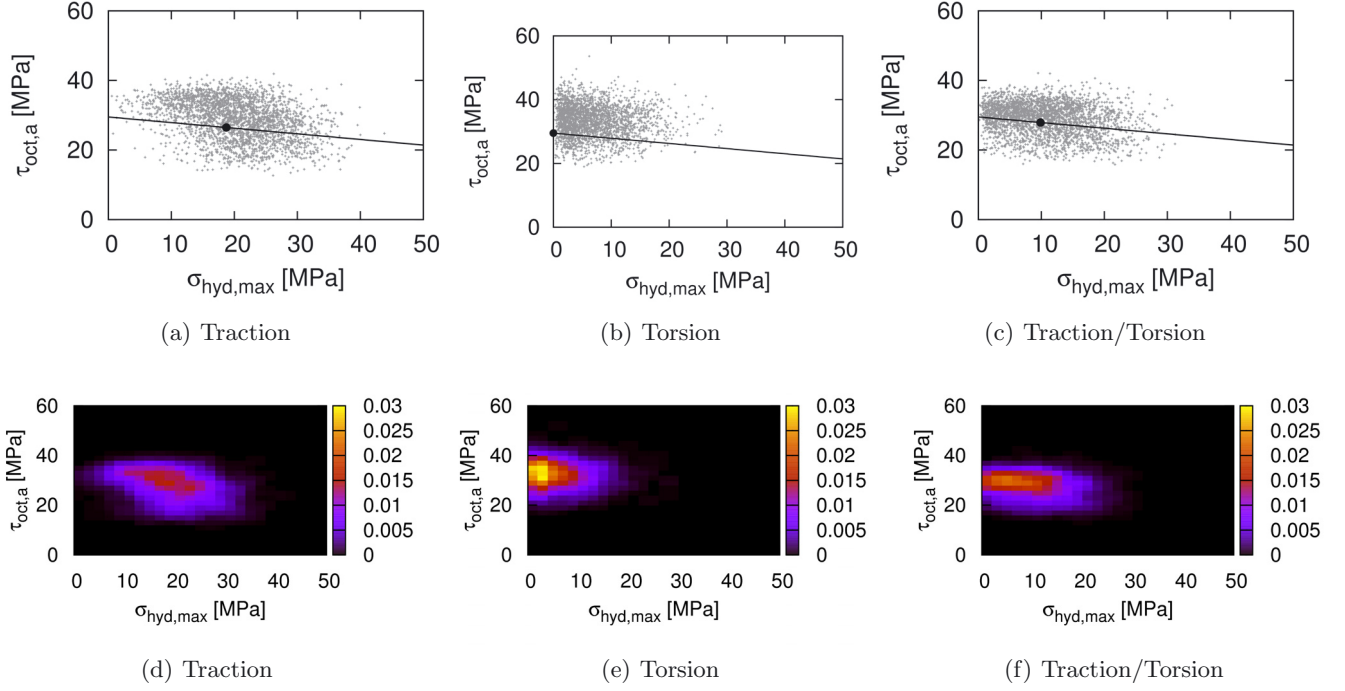 60
40
20
0
τoct,a [MPa]
0 10 20 30 40 50
σhyd,max [MPa]
(a) Traction
60
40
20
0
τoct,a [MPa]
0 10 20 30 40 50
σhyd,max [MPa]
(b) Torsion
60
40
20
0
τoct,a [MPa]
0 10 20 30 40 50
σhyd,max [MPa]
(c) Traction/Torsion
60
40
20
0
τoct,a [MPa]
0 10 20 30 40 50
σhyd,max [MPa]
0.03
0.025
0.02
0.015
0.01
0.005
0
(d) Traction
60
40
20
0
τoct,a [MPa]
0 10 20 30 40 50
σhyd,max [MPa]
0.03
0.025
0.02
0.015
0.01
0.005
0
(e) Torsion
60
40
20
0
τoct,a [MPa]
0 10 20 30 40 50
σhyd,max [MPa]
0.03
0.025
0.02
0.015
0.01
0.005
0
(f) Traction/Torsion